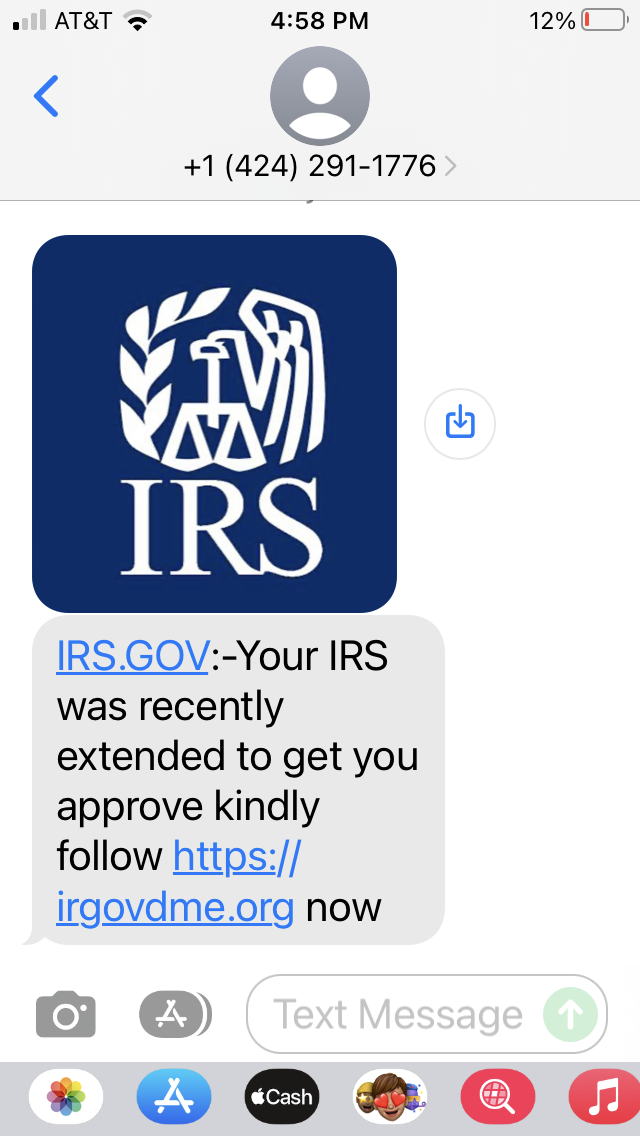 AT&T 4:58 PM 12%
+1 (424) 291-1776
IRS
IRS.GOV:-Your IRS
was recently
extended to get you
approve kindly
follow https://
irgovdme.org now
Text Message
Cash